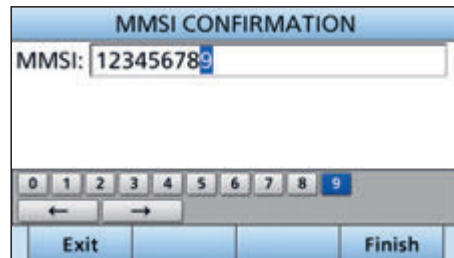 MMSI CONFIRMATION
MMSI: 123456789
0 1 2 3 4 5 6 7 8 9
← →
Exit Finish